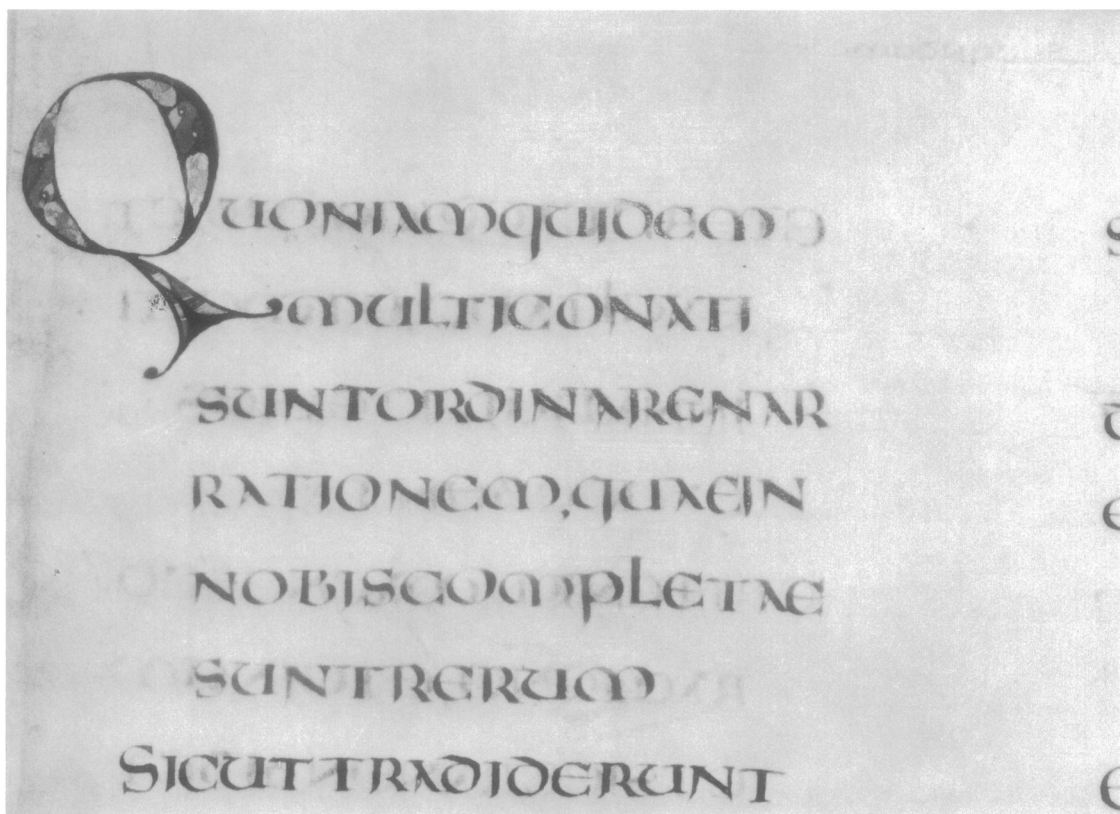 QUONIAMQUIDEM
MULTICONATI
SUNTORDINARENAR
RATIONEM,QUAEIN
NOBISCOMPLETAE
SUNTRERUM
SICUTTRADIDERUNT